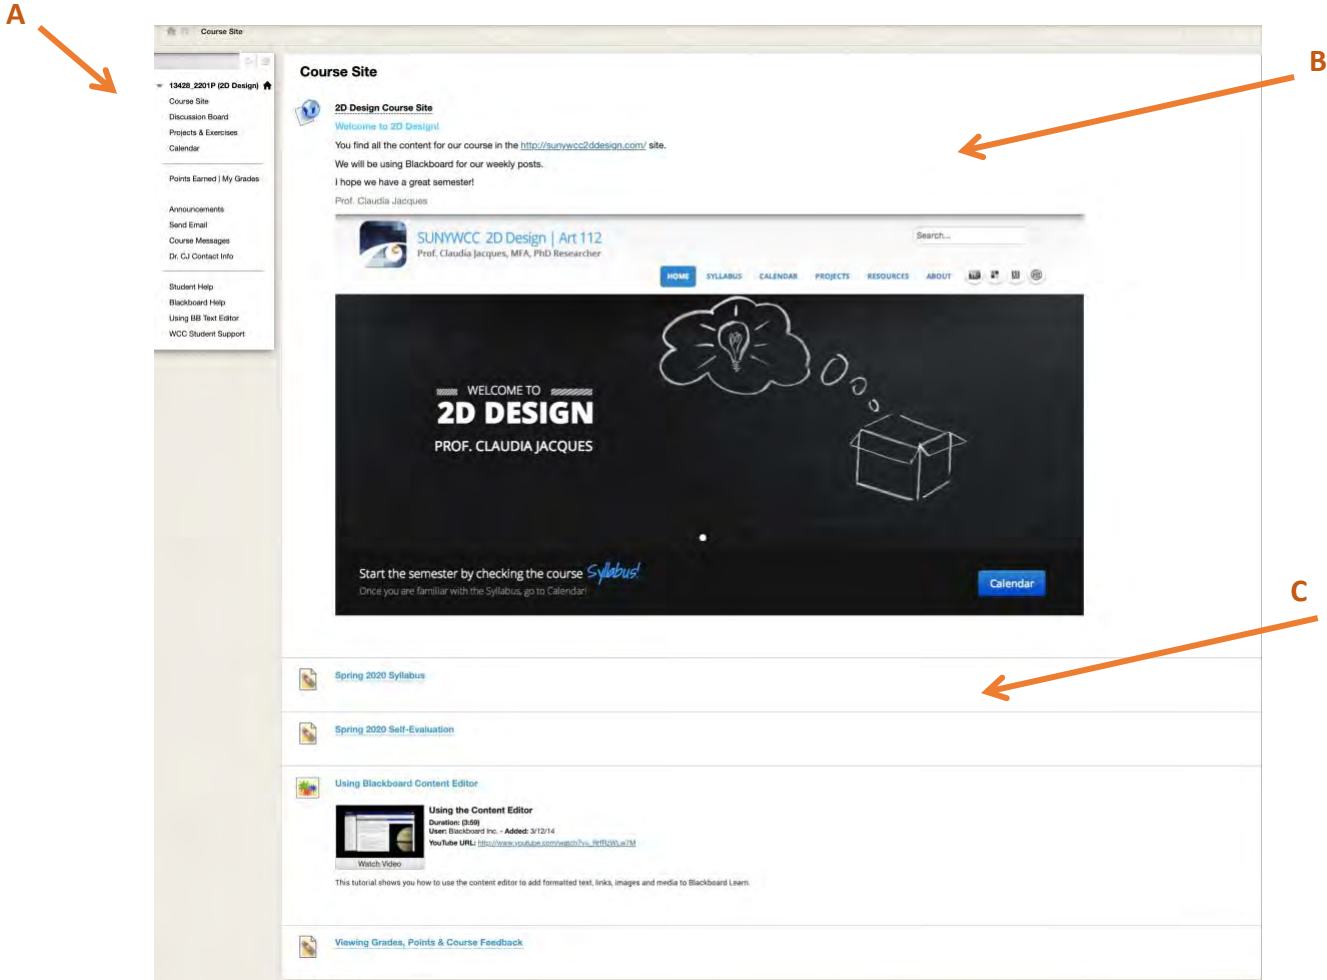 A
Course Site
B
13428_2201P (2D Design)
Course Site
Discussion Board
Projects & Exercises
Calendar
Points Earned | My Grades
Announcements
Send Email
Course Messages
Dr. CJ Contact Info
Student Help
Blackboard Help
Using BB Text Editor
WCC Student Support
Course Site
2D Design Course Site
Welcome to 2D Design!
You find all the content for our course in the http://sunywcc2ddesign.com/ site.
We will be using Blackboard for our weekly posts.
I hope we have a great semester!
Prof. Claudia Jacques
SUNYWCC 2D Design | Art 112
Prof. Claudia Jacques, MFA, PhD Researcher
Search...
HOME SYLLABUS CALENDAR PROJECTS RESOURCES ABOUT
WELCOME TO
2D DESIGN
PROF. CLAUDIA JACQUES
Start the semester by checking the course Syllabus!
Once you are familiar with the Syllabus, go to Calendar!
Calendar
C
Spring 2020 Syllabus
Spring 2020 Self-Evaluation
Using Blackboard Content Editor
Using the Content Editor
Duration: (3:59)
User: Blackboard Inc. - Added: 3/12/14
YouTube URL:
Watch Video
This tutorial shows you how to use the content editor to add formatted text, links, images and media to Blackboard Learn.
Viewing Grades, Points & Course Feedback